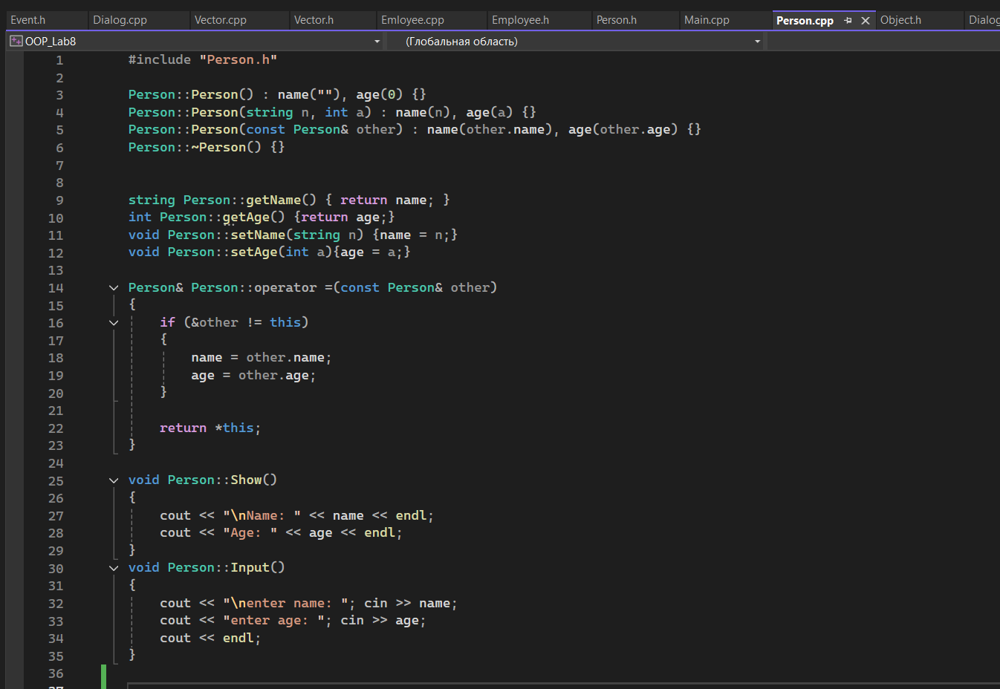 Event.h Dialog.cpp Vector.cpp Vector.h Emloyee.cpp Employee.h Person.h Main.cpp Person.cpp Object.h Dialog
OOP_Lab8 (Глобальная область)
1 #include "Person.h"
2
3 Person::Person() : name(""), age(0) {}
4 Person::Person(string n, int a) : name(n), age(a) {}
5 Person::Person(const Person& other) : name(other.name), age(other.age) {}
6 Person::~Person() {}
7
8
9 string Person::getName() { return name; }
10 int Person::getAge() {return age;}
11 void Person::setName(string n) {name = n;}
12 void Person::setAge(int a){age = a;}
13
14 Person& Person::operator =(const Person& other)
15 {
16 if (&other != this)
17 {
18 name = other.name;
19 age = other.age;
20 }
21
22 return *this;
23 }
24
25 void Person::Show()
26 {
27 cout << "\nName: " << name << endl;
28 cout << "Age: " << age << endl;
29 }
30 void Person::Input()
31 {
32 cout << "\nenter name: "; cin >> name;
33 cout << "enter age: "; cin >> age;
34 cout << endl;
35 }
36
37